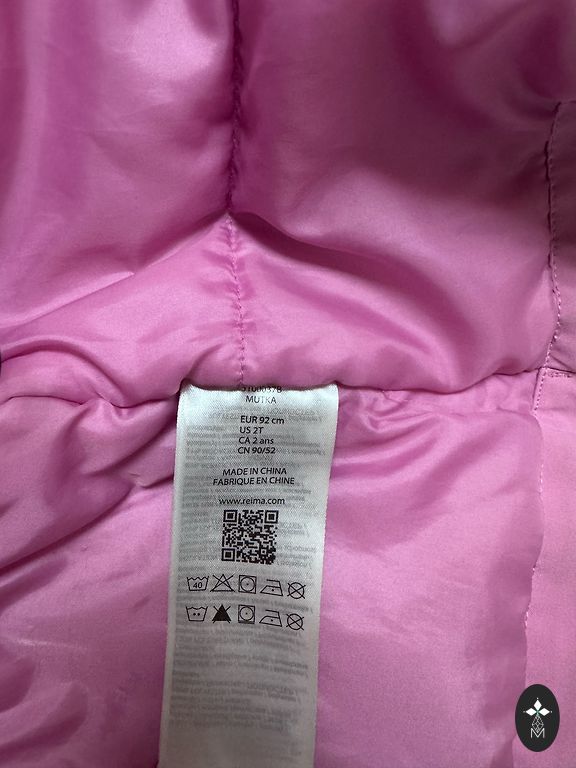 MUTKA
EUR 92 cm
US 2T
CA 2 ans
CN 90/52
MADE IN CHINA
FABRIQUE EN CHINE
www.reima.com
40
M